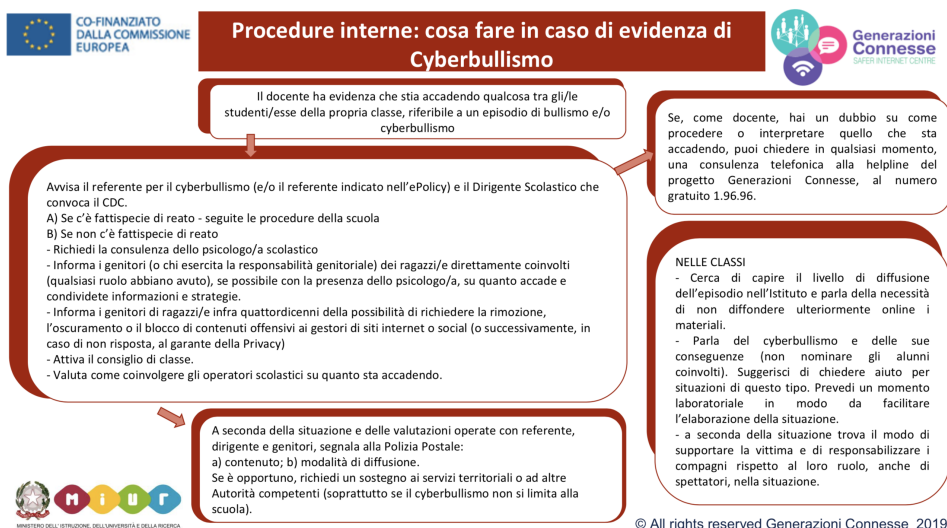 CO-FINANZIATO
DALLA COMMISSIONE
EUROPEA
Procedure interne: cosa fare in caso di evidenza di
Cyberbullismo
Generazioni
Connesse
SAFER INTERNET CENTRE
Il docente ha evidenza che stia accadendo qualcosa tra gli/le
studenti/esse della propria classe, riferibile a un episodio di bullismo e/o
cyberbullismo
Se, come docente, hai un dubbio su come
procedere o interpretare quello che sta
accadendo, puoi chiedere in qualsiasi momento,
una consulenza telefonica alla helpline del
progetto Generazioni Connesse, al numero
gratuito 1.96.96.
Avvisa il referente per il cyberbullismo (e/o il referente indicato nell'ePolicy) e il Dirigente Scolastico che
convoca il CDC.
A) Se c'è fattispecie di reato - seguite le procedure della scuola
B) Se non c'è fattispecie di reato
- Richiedi la consulenza dello psicologo/a scolastico
- Informa i genitori (o chi esercita la responsabilità genitoriale) dei ragazzi/e direttamente coinvolti
(qualsiasi ruolo abbiano avuto), se possibile con la presenza dello psicologo/a, su quanto accade e
condividete informazioni e strategie.
- Informa i genitori di ragazzi/e infra quattordicenni della possibilità di richiedere la rimozione,
l'oscuramento o il blocco di contenuti offensivi ai gestori di siti internet o social (o successivamente, in
caso di non risposta, al garante della Privacy)
- Attiva il consiglio di classe.
- Valuta come coinvolgere gli operatori scolastici su quanto sta accadendo.
NELLE CLASSI
- Cerca di capire il livello di diffusione
dell'episodio nell'Istituto e parla della necessità
di non diffondere ulteriormente online i
materiali.
- Parla del cyberbullismo e delle sue
conseguenze (non nominare gli alunni
coinvolti). Suggerisci di chiedere aiuto per
situazioni di questo tipo. Prevedi un momento
laboratoriale in modo da facilitare
l'elaborazione della situazione.
- a seconda della situazione trova il modo di
supportare la vittima e di responsabilizzare i
compagni rispetto al loro ruolo, anche di
spettatori, nella situazione.
A seconda della situazione e delle valutazioni operate con referente,
dirigente e genitori, segnala alla Polizia Postale:
a) contenuto; b) modalità di diffusione.
Se è opportuno, richiedi un sostegno ai servizi territoriali o ad altre
Autorità competenti (soprattutto se il cyberbullismo non si limita alla
scuola).
MIUR
MINISTERO DELL'ISTRUZIONE, DELL'UNIVERSITÀ E DELLA RICERCA
© All rights reserved Generazioni Connesse 2019